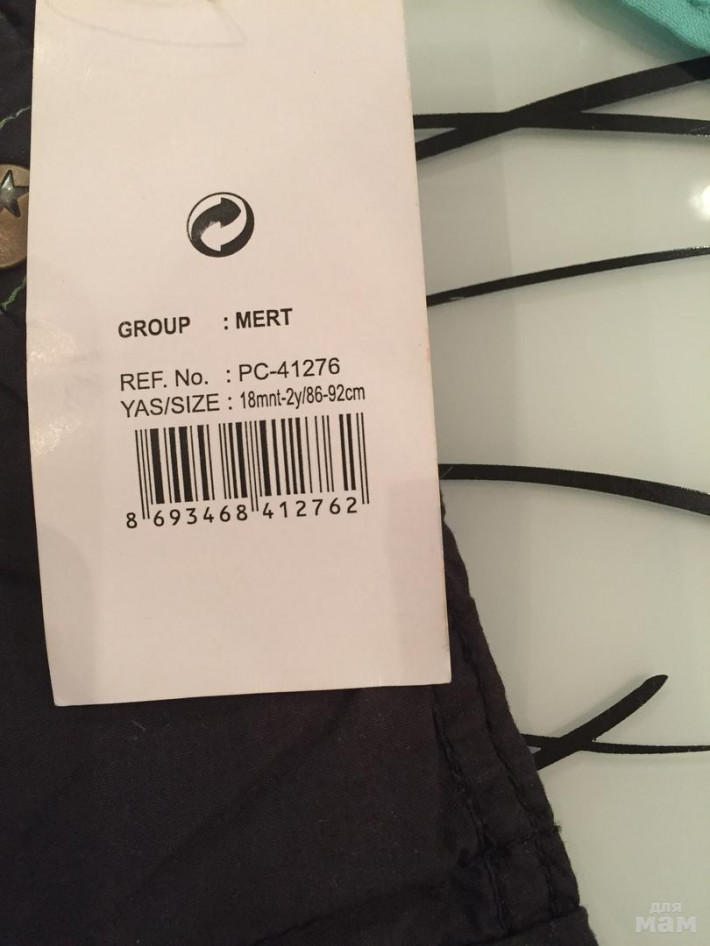 GROUP : MERT
REF. No. : PC-41276
YAS/SIZE : 18mnt-2y/86-92cm
8 693468 412762
для
мам